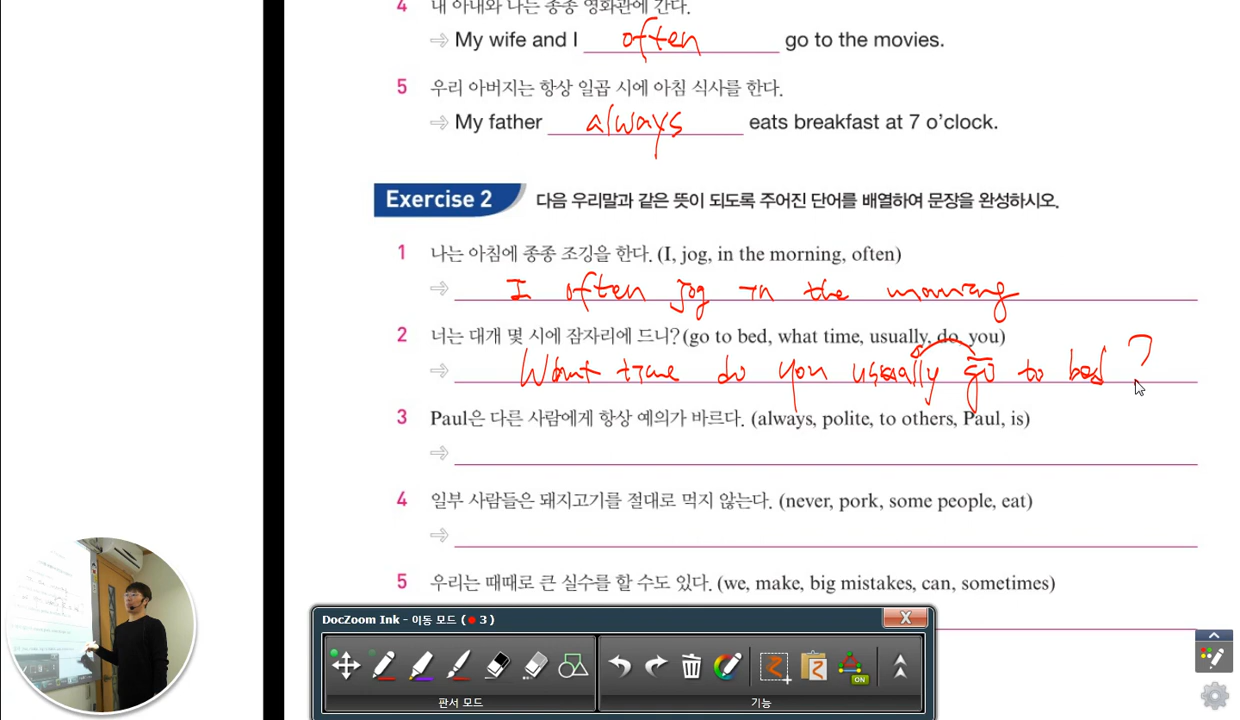 4 내 아내와 나는 종종 영화관에 간다.
⇨ My wife and I often go to the movies.
5 우리 아버지는 항상 일곱 시에 아침 식사를 한다.
⇨ My father always eats breakfast at 7 o'clock.
Exercise 2 다음 우리말과 같은 뜻이 되도록 주어진 단어를 배열하여 문장을 완성하시오.
1 나는 아침에 종종 조깅을 한다. (I, jog, in the morning, often)
⇨ I often jog in the morning
2 너는 대개 몇 시에 잠자리에 드니? (go to bed, what time, usually, do, you)
⇨ What time do you usually go to bed ?
3 Paul은 다른 사람에게 항상 예의가 바르다. (always, polite, to others, Paul, is)
⇨
4 일부 사람들은 돼지고기를 절대로 먹지 않는다. (never, pork, some people, eat)
⇨
5 우리는 때때로 큰 실수를 할 수도 있다. (we, make, big mistakes, can, sometimes)
DocZoom Ink - 이동 모드 ( 3 )
ON
판서 모드 기능